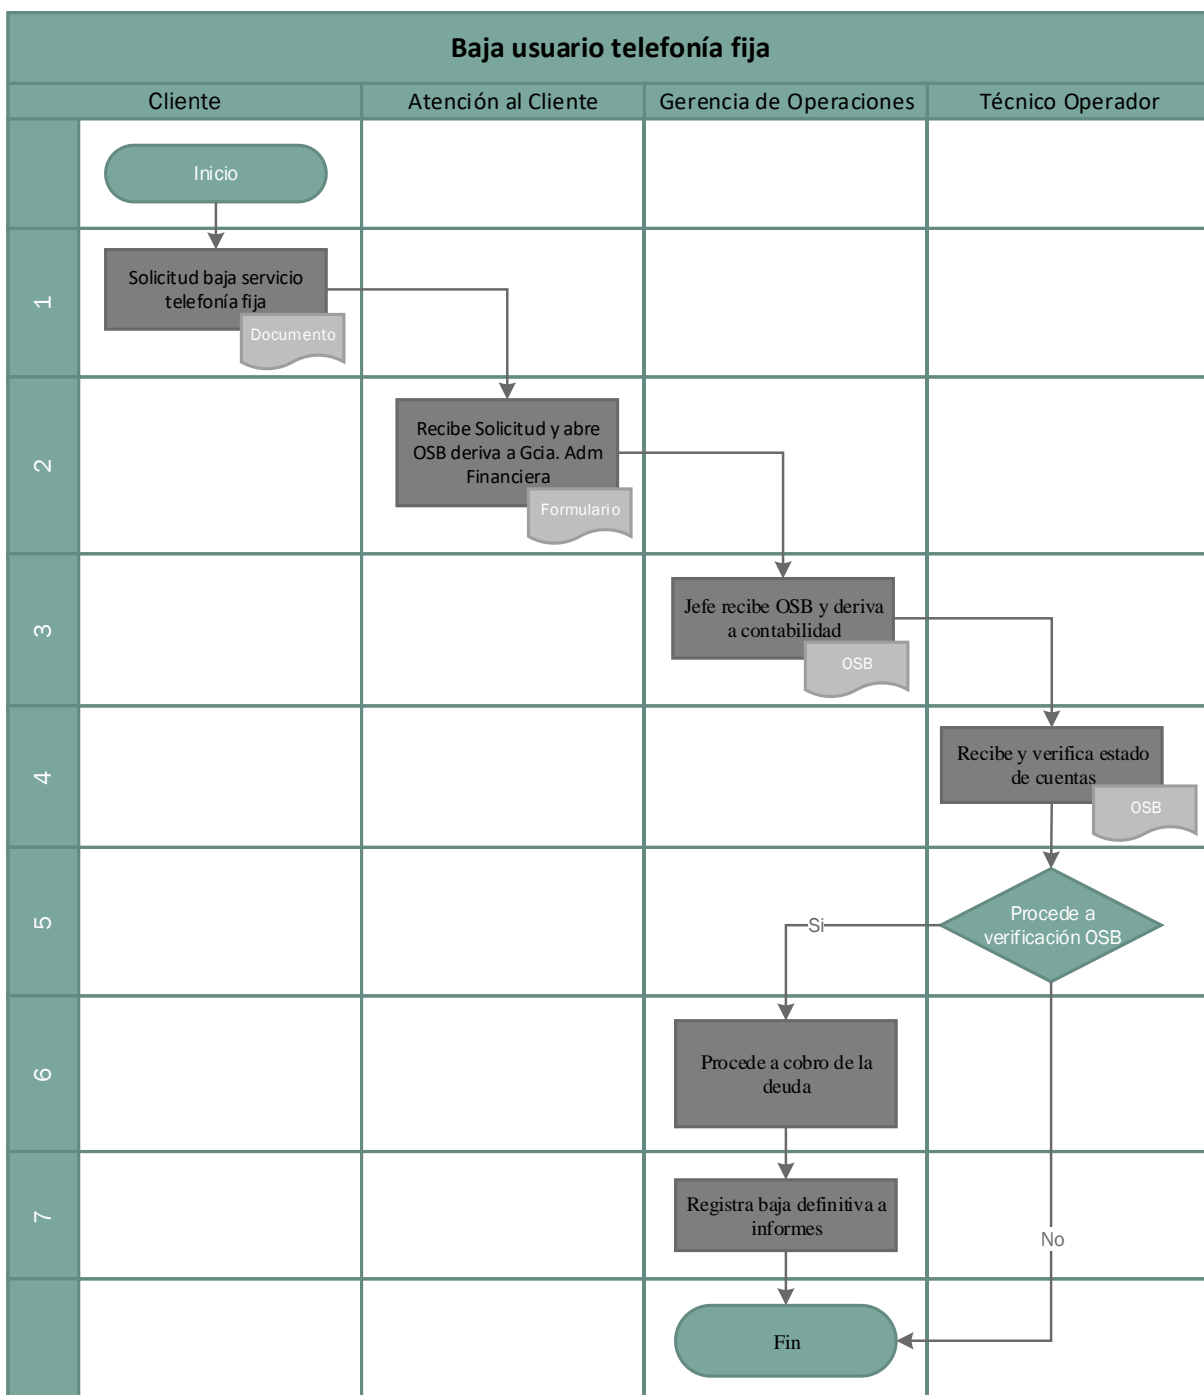 Baja usuario telefonía fija
Cliente
Atención al Cliente
Gerencia de Operaciones
Técnico Operador
Inicio
1
Solicitud baja servicio
telefonía fija
Documento
2
Recibe Solicitud y abre
OSB deriva a Gcia. Adm
Financiera
Formulario
3
Jefe recibe OSB y deriva
a contabilidad
OSB
4
Recibe y verifica estado
de cuentas
OSB
5
Si
Procede a
verificación OSB
6
Procede a cobro de la
deuda
7
Registra baja definitiva a
informes
No
Fin